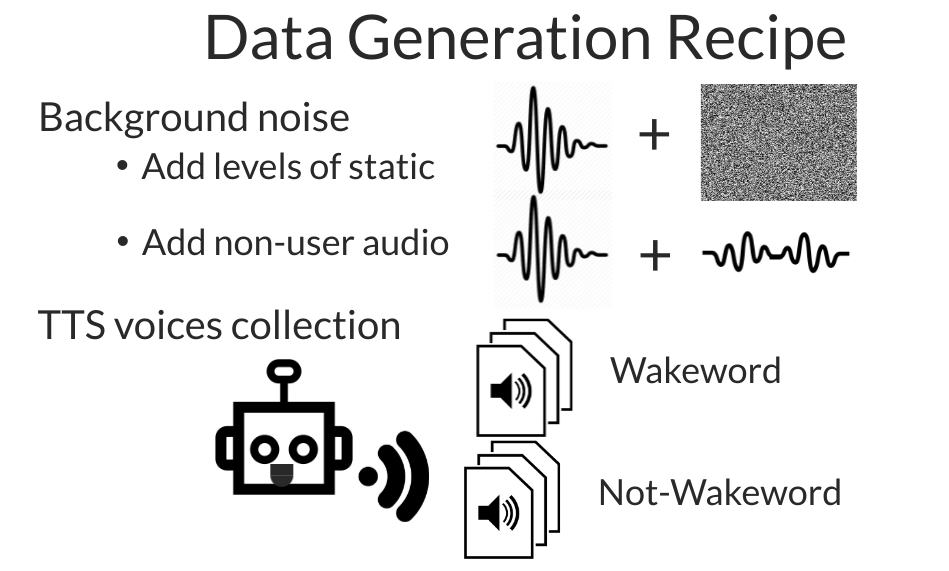 Data Generation Recipe
Background noise
• Add levels of static
+
• Add non-user audio
+
TTS voices collection
Wakeword
Not-Wakeword